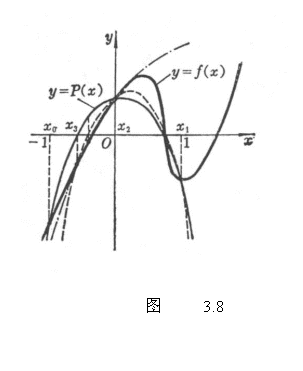 y
y=f(x)
y=P(x)
x₀ x₃ x₂ x₁
-1 O 1 x
图 3.8